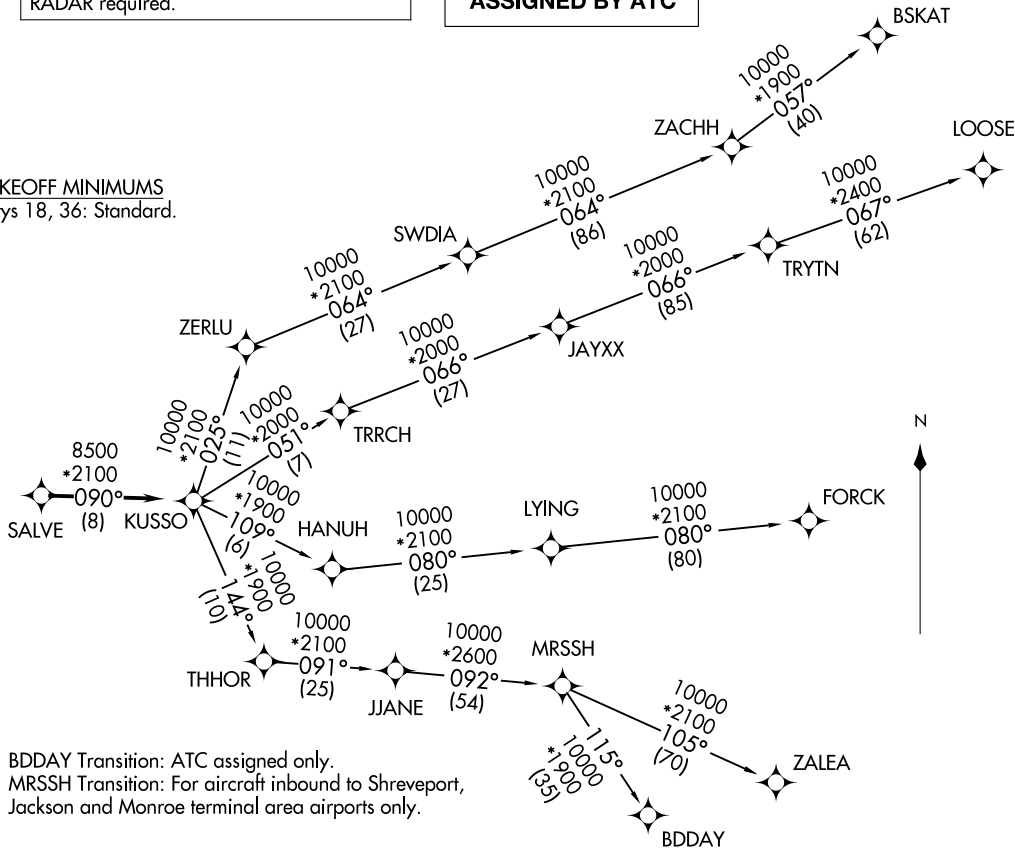 RADAR required.
ASSIGNED BY ATC
BSKAT
10000
*1900
057°
(40)
ZACHH
LOOSE
KEOFF MINIMUMS
ys 18, 36: Standard.
10000
*2100
064°
(86)
10000
*2400
067°
(62)
SWDIA
10000
*2100
064°
(27)
10000
*2000
066°
(85)
TRYTN
ZERLU
10000
*2000
066°
(27)
JAYXX
10000
*2100
025°
(11)
10000
*2000
051°
(7)
TRRCH
N
8500
*2100
090°
(8)
SALVE
KUSSO
10000
*1900
109°
(6)
HANUH
10000
*2100
080°
(25)
LYING
10000
*2100
080°
(80)
FORCK
10000
*1900
144°
(10)
THHOR
10000
*2100
091°
(25)
JJANE
10000
*2600
092°
(54)
MRSSH
10000
*2100
105°
(70)
ZALEA
115°
10000
*1900
(35)
BDDAY
BDDAY Transition: ATC assigned only.
MRSSH Transition: For aircraft inbound to Shreveport,
Jackson and Monroe terminal area airports only.